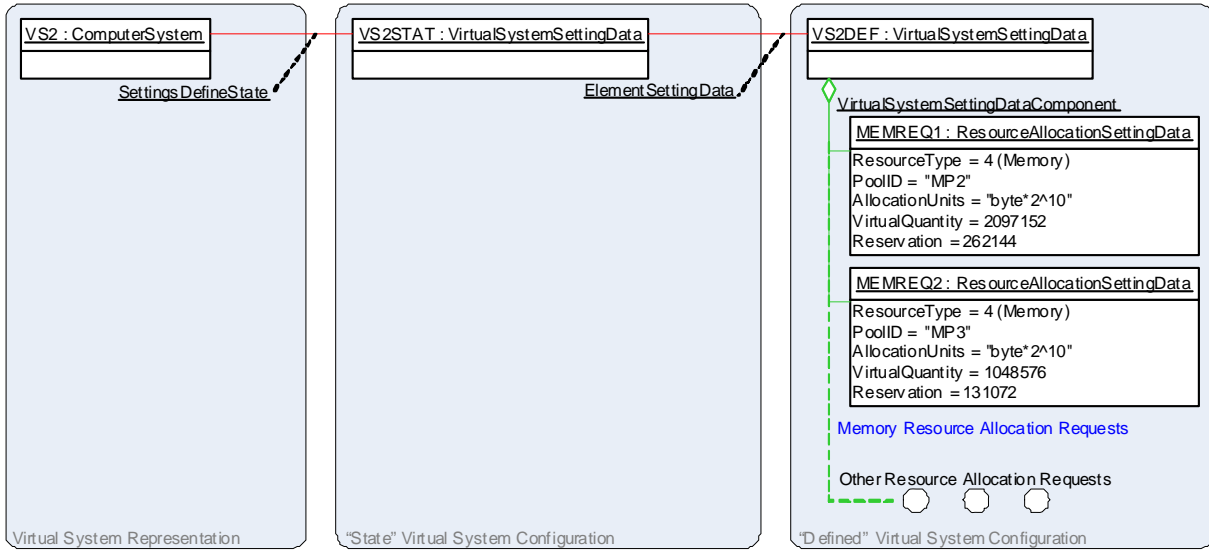 VS2 : ComputerSystem
SettingsDefineState
Virtual System Representation
VS2STAT : VirtualSystemSettingData
ElementSettingData
“State” Virtual System Configuration
VS2DEF : VirtualSystemSettingData
VirtualSystemSettingDataComponent
MEMREQ1 : ResourceAllocationSettingData
ResourceType = 4 (Memory)
PoolID = "MP2"
AllocationUnits = "byte*2^10"
VirtualQuantity = 2097152
Reservation = 262144
MEMREQ2 : ResourceAllocationSettingData
ResourceType = 4 (Memory)
PoolID = "MP3"
AllocationUnits = "byte*2^10"
VirtualQuantity = 1048576
Reservation = 131072
Memory Resource Allocation Requests
Other Resource Allocation Requests
“Defined” Virtual System Configuration